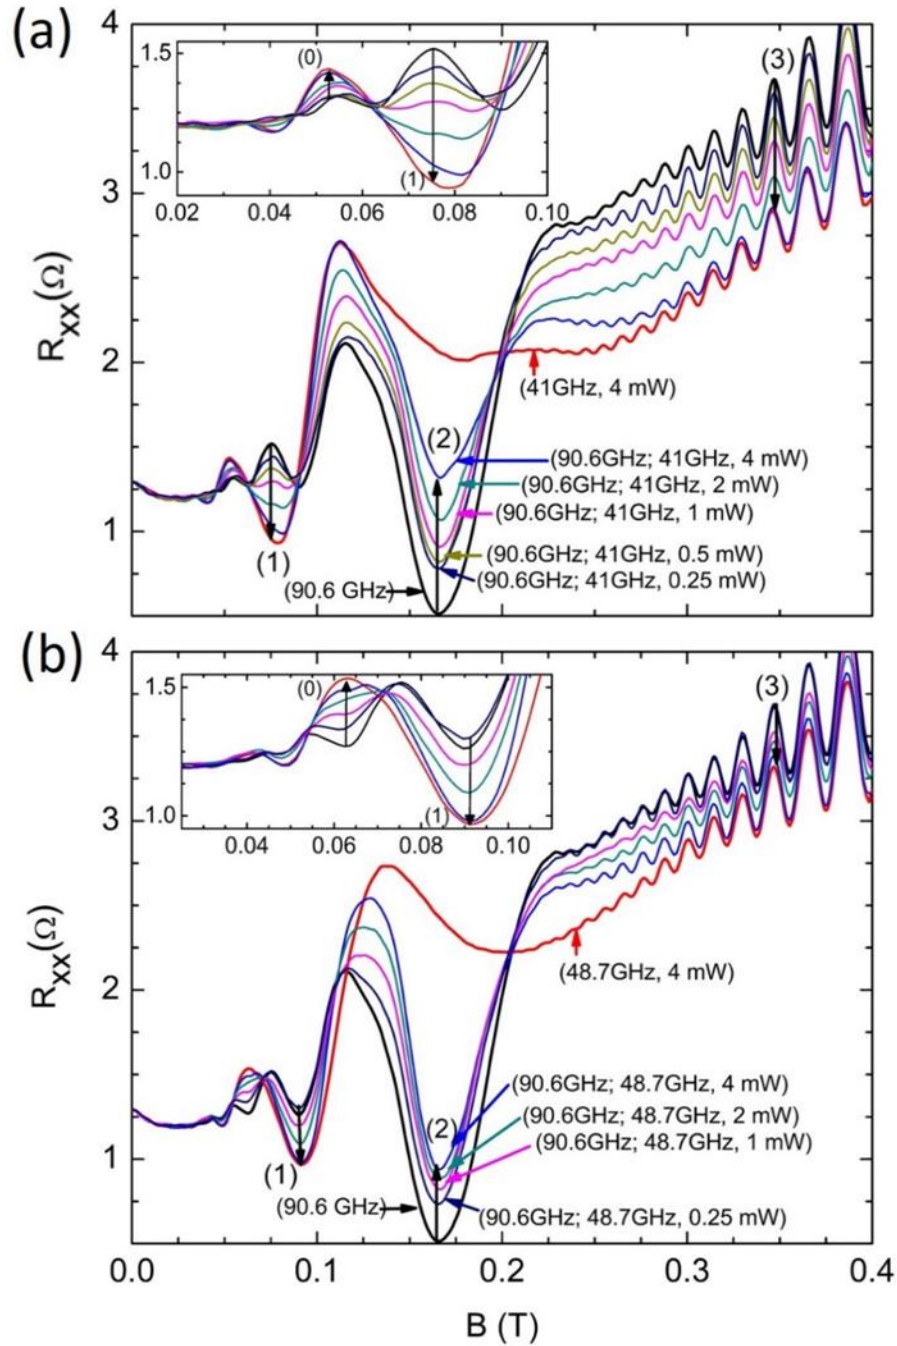 (a)
4
3
2
1
Rxx(Ω)
1.5
1.0
0.02 0.04 0.06 0.08 0.10
(0)
(1)
(3)
(41GHz, 4 mW)
(2)
(90.6GHz; 41GHz, 4 mW)
(90.6GHz; 41GHz, 2 mW)
(90.6GHz; 41GHz, 1 mW)
(1)
(90.6GHz; 41GHz, 0.5 mW)
(90.6 GHz)
(90.6GHz; 41GHz, 0.25 mW)
(b)
4
3
2
1
Rxx(Ω)
1.5
1.0
0.04 0.06 0.08 0.10
(0)
(1)
(3)
(48.7GHz, 4 mW)
(90.6GHz; 48.7GHz, 4 mW)
(2)
(90.6GHz; 48.7GHz, 2 mW)
(90.6GHz; 48.7GHz, 1 mW)
(1)
(90.6 GHz)
(90.6GHz; 48.7GHz, 0.25 mW)
0.0 0.1 0.2 0.3 0.4
B (T)